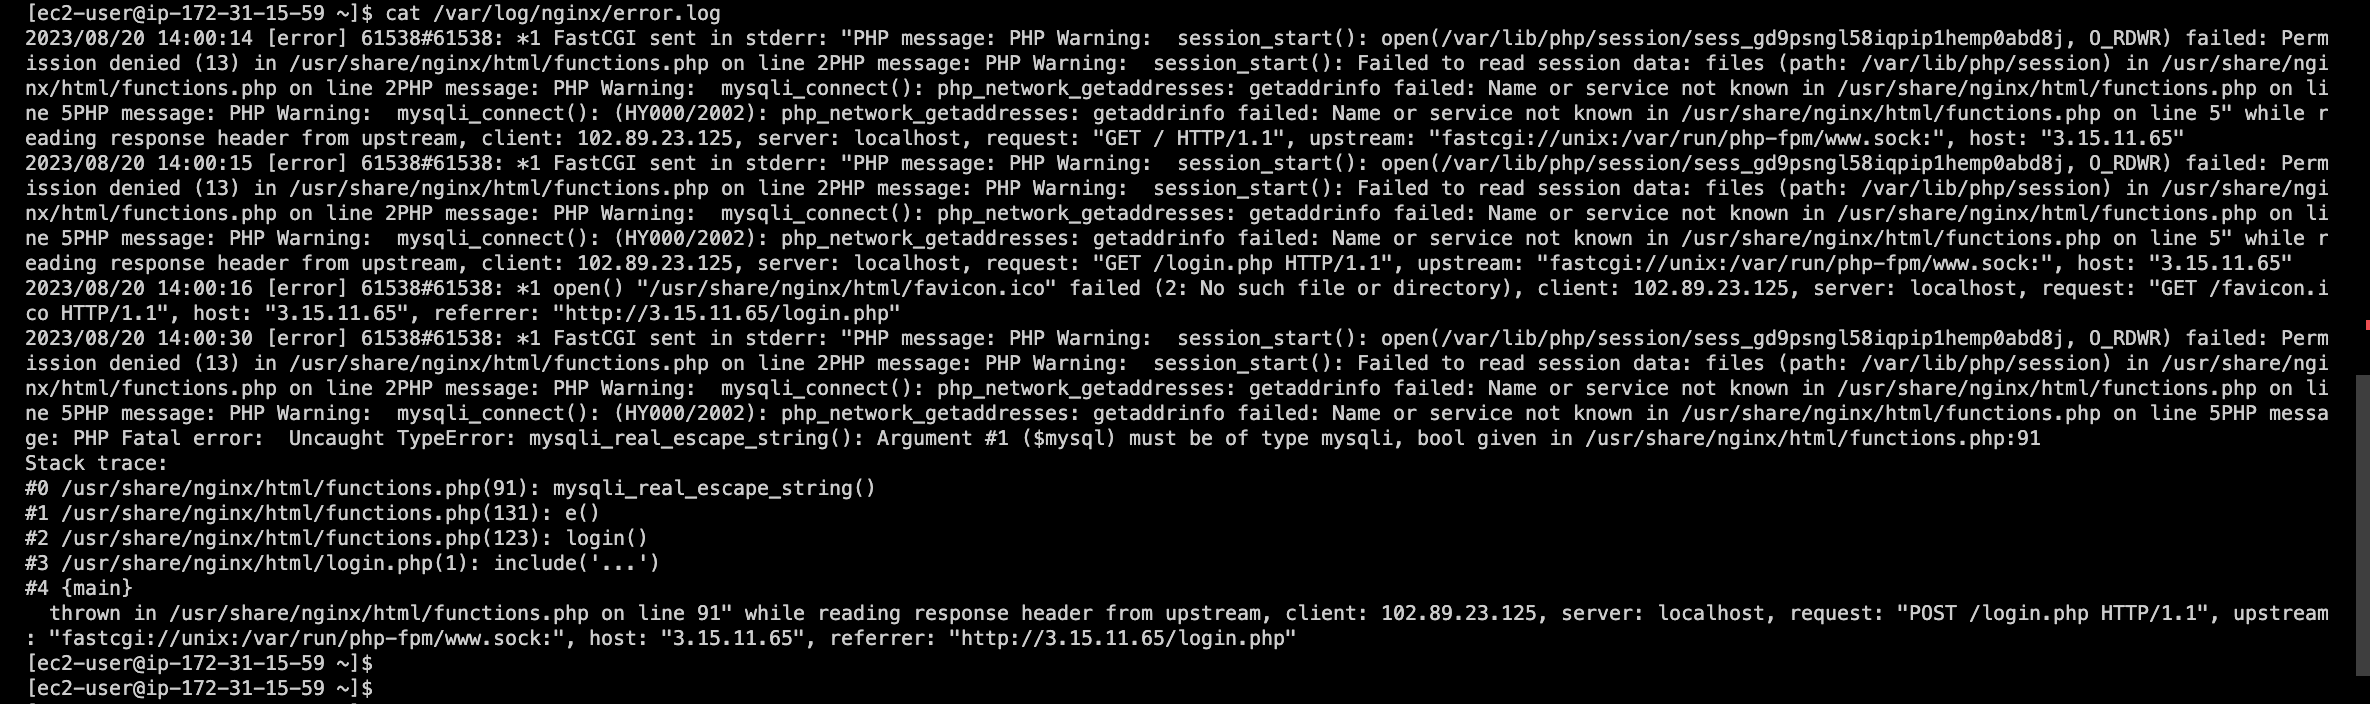 [ec2-user@ip-172-31-15-59 ~]$ cat /var/log/nginx/error.log
2023/08/20 14:00:14 [error] 61538#61538: *1 FastCGI sent in stderr: "PHP message: PHP Warning:  session_start(): open(/var/lib/php/session/sess_gd9psngl58iqpip1hemp0abd8j, O_RDWR) failed: Perm
ission denied (13) in /usr/share/nginx/html/functions.php on line 2PHP message: PHP Warning:  session_start(): Failed to read session data: files (path: /var/lib/php/session) in /usr/share/ngi
nx/html/functions.php on line 2PHP message: PHP Warning:  mysqli_connect(): php_network_getaddresses: getaddrinfo failed: Name or service not known in /usr/share/nginx/html/functions.php on li
ne 5PHP message: PHP Warning:  mysqli_connect(): (HY000/2002): php_network_getaddresses: getaddrinfo failed: Name or service not known in /usr/share/nginx/html/functions.php on line 5" while r
eading response header from upstream, client: 102.89.23.125, server: localhost, request: "GET / HTTP/1.1", upstream: "fastcgi://unix:/var/run/php-fpm/www.sock:", host: "3.15.11.65"
2023/08/20 14:00:15 [error] 61538#61538: *1 FastCGI sent in stderr: "PHP message: PHP Warning:  session_start(): open(/var/lib/php/session/sess_gd9psngl58iqpip1hemp0abd8j, O_RDWR) failed: Perm
ission denied (13) in /usr/share/nginx/html/functions.php on line 2PHP message: PHP Warning:  session_start(): Failed to read session data: files (path: /var/lib/php/session) in /usr/share/ngi
nx/html/functions.php on line 2PHP message: PHP Warning:  mysqli_connect(): php_network_getaddresses: getaddrinfo failed: Name or service not known in /usr/share/nginx/html/functions.php on li
ne 5PHP message: PHP Warning:  mysqli_connect(): (HY000/2002): php_network_getaddresses: getaddrinfo failed: Name or service not known in /usr/share/nginx/html/functions.php on line 5" while r
eading response header from upstream, client: 102.89.23.125, server: localhost, request: "GET /login.php HTTP/1.1", upstream: "fastcgi://unix:/var/run/php-fpm/www.sock:", host: "3.15.11.65"
2023/08/20 14:00:16 [error] 61538#61538: *1 open() "/usr/share/nginx/html/favicon.ico" failed (2: No such file or directory), client: 102.89.23.125, server: localhost, request: "GET /favicon.i
co HTTP/1.1", host: "3.15.11.65", referrer: "http://3.15.11.65/login.php"
2023/08/20 14:00:30 [error] 61538#61538: *1 FastCGI sent in stderr: "PHP message: PHP Warning:  session_start(): open(/var/lib/php/session/sess_gd9psngl58iqpip1hemp0abd8j, O_RDWR) failed: Perm
ission denied (13) in /usr/share/nginx/html/functions.php on line 2PHP message: PHP Warning:  session_start(): Failed to read session data: files (path: /var/lib/php/session) in /usr/share/ngi
nx/html/functions.php on line 2PHP message: PHP Warning:  mysqli_connect(): php_network_getaddresses: getaddrinfo failed: Name or service not known in /usr/share/nginx/html/functions.php on li
ne 5PHP message: PHP Warning:  mysqli_connect(): (HY000/2002): php_network_getaddresses: getaddrinfo failed: Name or service not known in /usr/share/nginx/html/functions.php on line 5PHP messa
ge: PHP Fatal error:  Uncaught TypeError: mysqli_real_escape_string(): Argument #1 ($mysql) must be of type mysqli, bool given in /usr/share/nginx/html/functions.php:91
Stack trace:
#0 /usr/share/nginx/html/functions.php(91): mysqli_real_escape_string()
#1 /usr/share/nginx/html/functions.php(131): e()
#2 /usr/share/nginx/html/functions.php(123): login()
#3 /usr/share/nginx/html/login.php(1): include('...')
#4 {main}
  thrown in /usr/share/nginx/html/functions.php on line 91" while reading response header from upstream, client: 102.89.23.125, server: localhost, request: "POST /login.php HTTP/1.1", upstream
: "fastcgi://unix:/var/run/php-fpm/www.sock:", host: "3.15.11.65", referrer: "http://3.15.11.65/login.php"
[ec2-user@ip-172-31-15-59 ~]$
[ec2-user@ip-172-31-15-59 ~]$